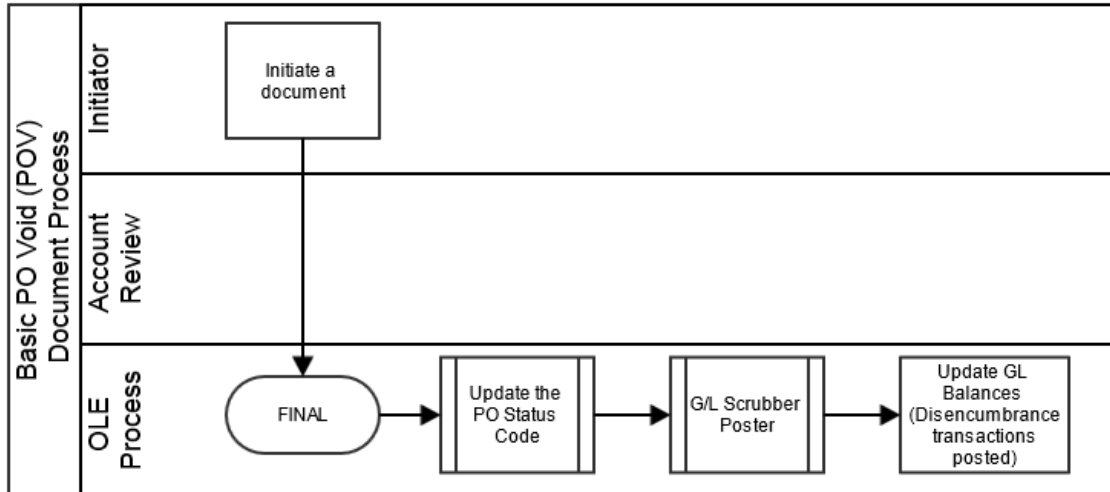 Basic PO Void (POV)
Document Process
Initiator
Initiate a
document
Account
Review
OLE
Process
FINAL
Update the
PO Status
Code
G/L Scrubber
Poster
Update GL
Balances
(Disencumbrance
transactions
posted)